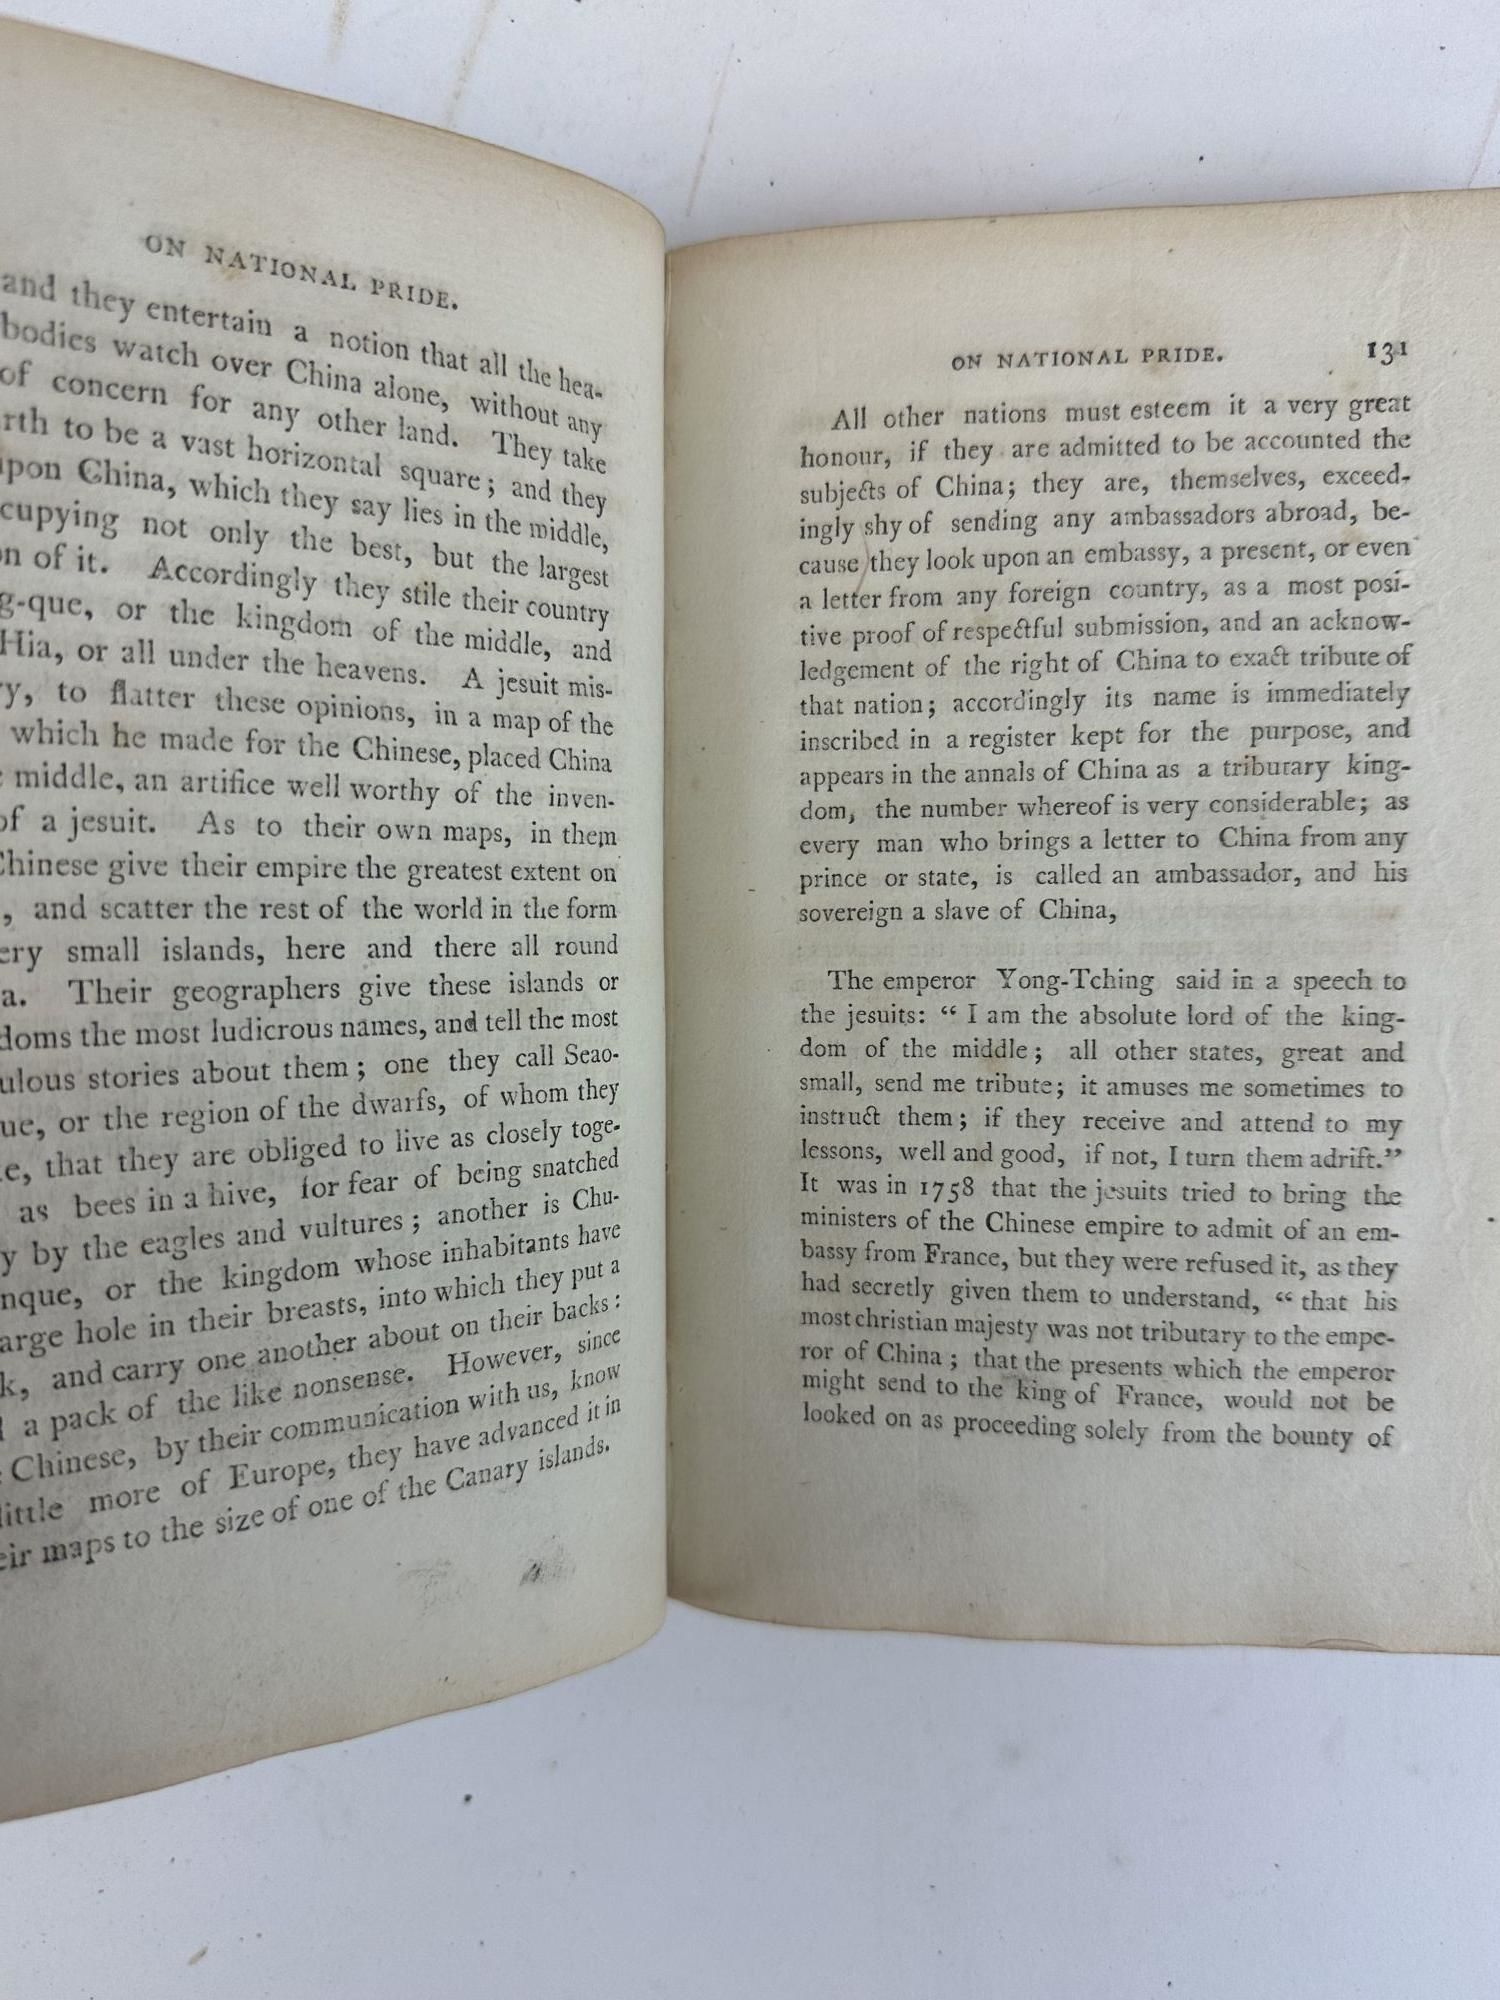 ON NATIONAL PRIDE.
and they entertain a notion that all the hea-
bodies watch over China alone, without any
of concern for any other land. They take
rth to be a vast horizontal square; and they
upon China, which they say lies in the middle,
cupying not only the best, but the largest
on of it. Accordingly they stile their country
g-que, or the kingdom of the middle, and
Hia, or all under the heavens. A jesuit mis-
ry, to flatter these opinions, in a map of the
which he made for the Chinese, placed China
middle, an artifice well worthy of the inven-
of a jesuit. As to their own maps, in them
Chinese give their empire the greatest extent on
, and scatter the rest of the world in the form
ery small islands, here and there all round
a. Their geographers give these islands or
doms the most ludicrous names, and tell the most
ulous stories about them; one they call Seao-
ue, or the region of the dwarfs, of whom they
e, that they are obliged to live as closely toge-
as bees in a hive, for fear of being snatched
y by the eagles and vultures; another is Chu-
nque, or the kingdom whose inhabitants have
arge hole in their breasts, into which they put a
k, and carry one another about on their backs:
a pack of the like nonsense. However, since
Chinese, by their communication with us, know
little more of Europe, they have advanced it in
eir maps to the size of one of the Canary islands.
ON NATIONAL PRIDE. 131
All other nations must esteem it a very great
honour, if they are admitted to be accounted the
subjects of China; they are, themselves, exceed-
ingly shy of sending any ambassadors abroad, be-
cause they look upon an embassy, a present, or even
a letter from any foreign country, as a most posi-
tive proof of respectful submission, and an acknow-
ledgement of the right of China to exact tribute of
that nation; accordingly its name is immediately
inscribed in a register kept for the purpose, and
appears in the annals of China as a tributary king-
dom, the number whereof is very considerable; as
every man who brings a letter to China from any
prince or state, is called an ambassador, and his
sovereign a slave of China,
The emperor Yong-Tching said in a speech to
the jesuits: “ I am the absolute lord of the king-
dom of the middle; all other states, great and
small, send me tribute; it amuses me sometimes to
instruct them; if they receive and attend to my
lessons, well and good, if not, I turn them adrift.”
It was in 1758 that the jesuits tried to bring the
ministers of the Chinese empire to admit of an em-
bassy from France, but they were refused it, as they
had secretly given them to understand, “ that his
most christian majesty was not tributary to the empe-
ror of China; that the presents which the emperor
might send to the king of France, would not be
looked on as proceeding solely from the bounty of